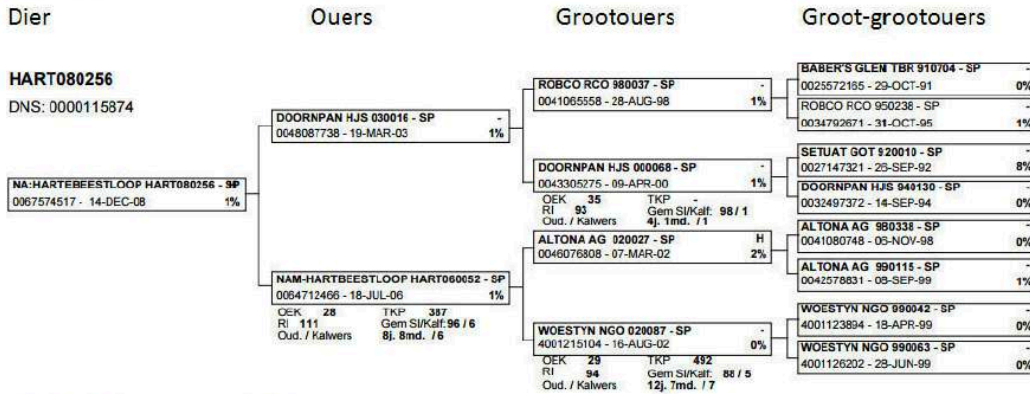 Dier
Ouers
Grootouers
Groot-grootouers
HART080256
DNS: 0000115874
NA:HARTEBEESTLOOP HART080256 - SP H
0067574517 - 14-DEC-08 1%
DOORNPAN HJS 030016 - SP -
0048087738 - 19-MAR-03 1%
NAM-HARTBEESTLOOP HART060052 - SP
0064712466 - 18-JUL-06 1%
OEK 28 TKP 387
RI 111 Gem SI/Kalf: 96 / 6
Oud. / Kalwers 8j. 8md. / 6
ROBCO RCO 980037 - SP -
0041065558 - 28-AUG-98 1%
DOORNPAN HJS 000068 - SP -
0043305275 - 09-APR-00 1%
OEK 35 TKP -
RI 93 Gem SI/Kalf: 98 / 1
Oud. / Kalwers 4j. 1md. / 1
ALTONA AG 020027 - SP H
0046076808 - 07-MAR-02 2%
WOESTYN NGO 020087 - SP -
4001215104 - 16-AUG-02 0%
OEK 29 TKP 492
RI 94 Gem SI/Kalf: 88 / 5
Oud. / Kalwers 12j. 7md. / 7
BABER'S GLEN TBR 910704 - SP -
0025572165 - 29-OCT-91 0%
ROBCO RCO 950238 - SP -
0034792671 - 31-OCT-95 1%
SETUAT GOT 920010 - SP -
0027147321 - 26-SEP-92 8%
DOORNPAN HJS 940130 - SP -
0032497372 - 14-SEP-94 0%
ALTONA AG 980338 - SP -
0041080748 - 06-NOV-98 0%
ALTONA AG 990115 - SP -
0042578831 - 08-SEP-99 1%
WOESTYN NGO 990042 - SP -
4001123894 - 18-APR-99 0%
WOESTYN NGO 990063 - SP -
4001126202 - 28-JUN-99 0%